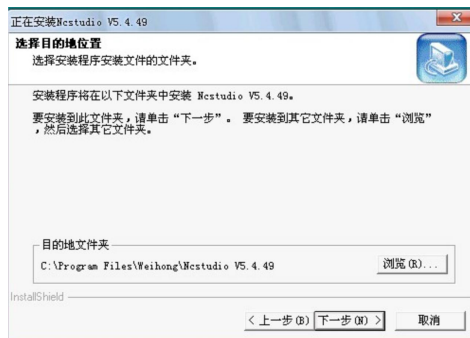 正在安装Ncstudio V5.4.49
选择目的地位置
选择安装程序安装文件的文件夹。
安装程序将在以下文件夹中安装 Ncstudio V5.4.49。
要安装到此文件夹，请单击“下一步”。 要安装到其它文件夹，请单击“浏览”
，然后选择其它文件夹。
目的地文件夹
C:\Program Files\Weihong\Ncstudio V5.4.49
浏览(R)...
InstallShield
< 上一步(B) 下一步(N) > 取消